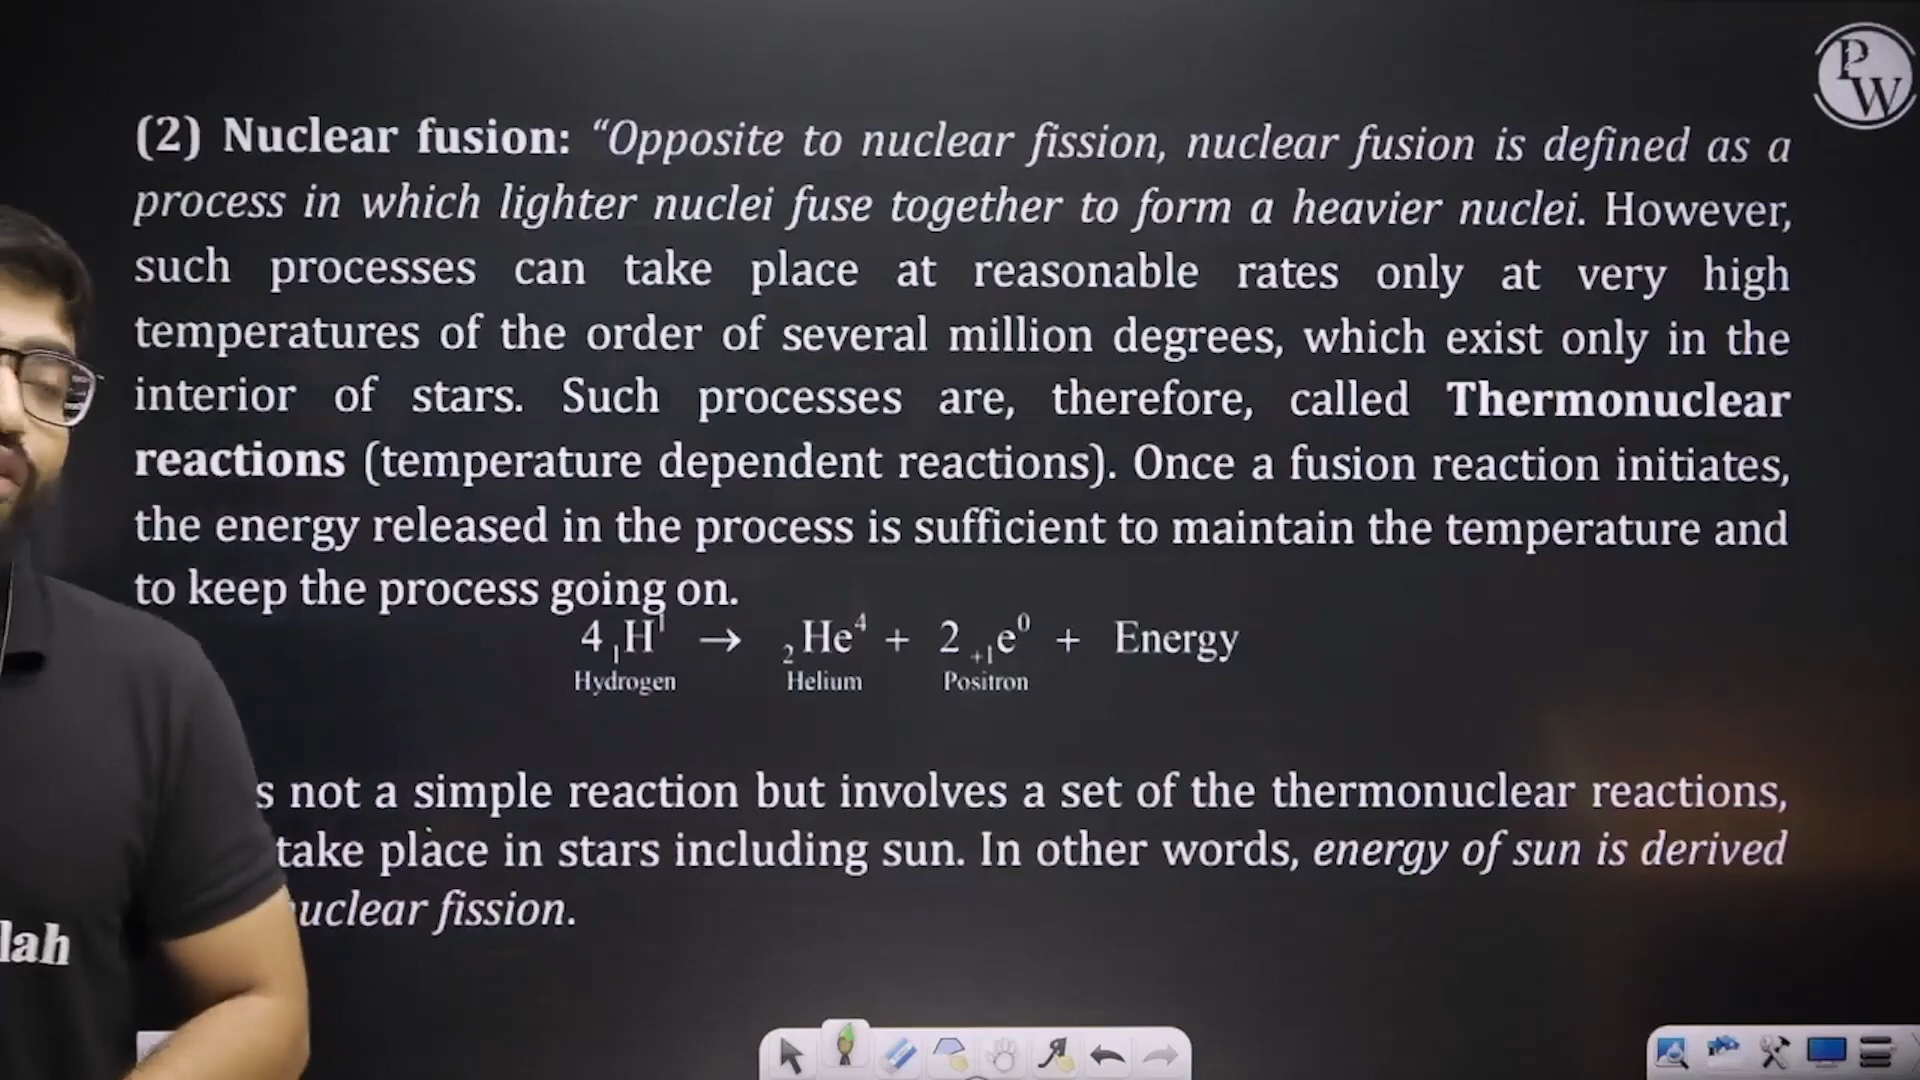 P
W
(2) Nuclear fusion: “Opposite to nuclear fission, nuclear fusion is defined as a
process in which lighter nuclei fuse together to form a heavier nuclei. However,
such processes can take place at reasonable rates only at very high
temperatures of the order of several million degrees, which exist only in the
interior of stars. Such processes are, therefore, called Thermonuclear
reactions (temperature dependent reactions). Once a fusion reaction initiates,
the energy released in the process is sufficient to maintain the temperature and
to keep the process going on.
4 ₁H¹ → ₂He⁴ + 2 ₊₁e⁰ + Energy
Hydrogen Helium Positron
s not a simple reaction but involves a set of the thermonuclear reactions,
take place in stars including sun. In other words, energy of sun is derived
uclear fission.
lah